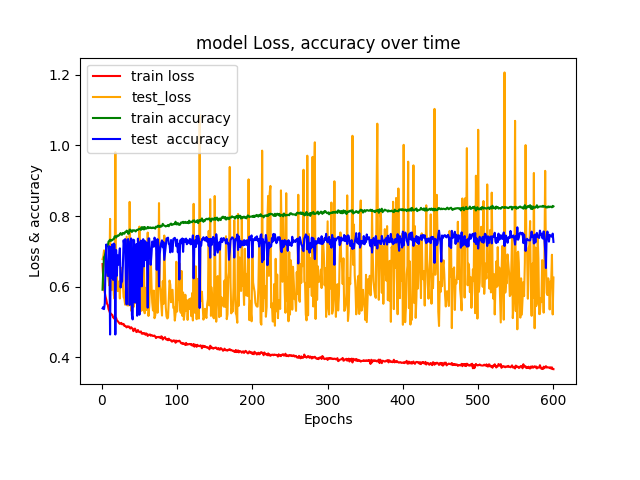 model Loss, accuracy over time
train loss
test_loss
train accuracy
test  accuracy
Loss & accuracy
1.2
1.0
0.8
0.6
0.4
0 100 200 300 400 500 600
Epochs